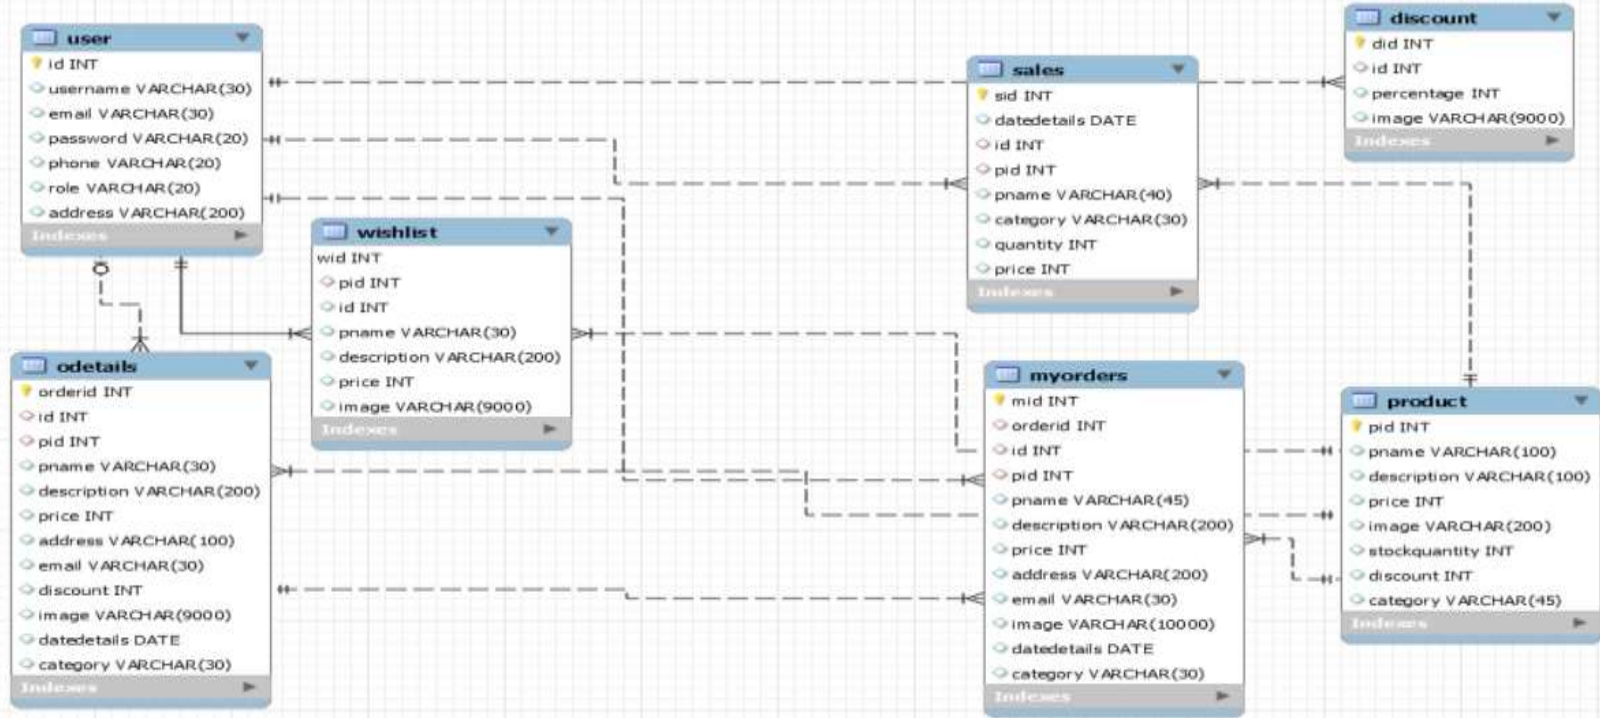 user
id INT
username VARCHAR(30)
email VARCHAR(30)
password VARCHAR(20)
phone VARCHAR(20)
role VARCHAR(20)
address VARCHAR(200)
Indexes
wishlist
wid INT
pid INT
id INT
pname VARCHAR(30)
description VARCHAR(200)
price INT
image VARCHAR(9000)
Indexes
sales
sid INT
datedetails DATE
id INT
pid INT
pname VARCHAR(40)
category VARCHAR(30)
quantity INT
price INT
Indexes
discount
did INT
id INT
percentage INT
image VARCHAR(9000)
Indexes
odetails
orderid INT
id INT
pid INT
pname VARCHAR(30)
description VARCHAR(200)
price INT
address VARCHAR(100)
email VARCHAR(30)
discount INT
image VARCHAR(9000)
datedetails DATE
category VARCHAR(30)
Indexes
myorders
mid INT
orderid INT
id INT
pid INT
pname VARCHAR(45)
description VARCHAR(200)
price INT
address VARCHAR(200)
email VARCHAR(30)
image VARCHAR(10000)
datedetails DATE
category VARCHAR(30)
Indexes
product
pid INT
pname VARCHAR(100)
description VARCHAR(100)
price INT
image VARCHAR(200)
stockquantity INT
discount INT
category VARCHAR(45)
Indexes